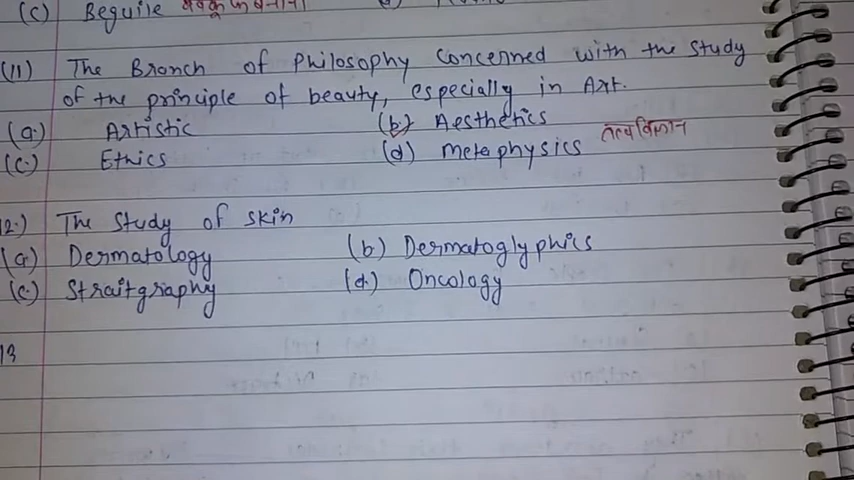 (c) Beguile
(11) The Branch of Philosophy Concerned with the Study
of the principle of beauty, especially in Art.
(a.) Artistic (b) Aesthetics
(c.) Ethics (d) metaphysics तत्वविज्ञान
12.) The Study of skin
(a) Dermatology (b) Dermatoglyphics
(c) Straitgraphy (d.) Oncology
13